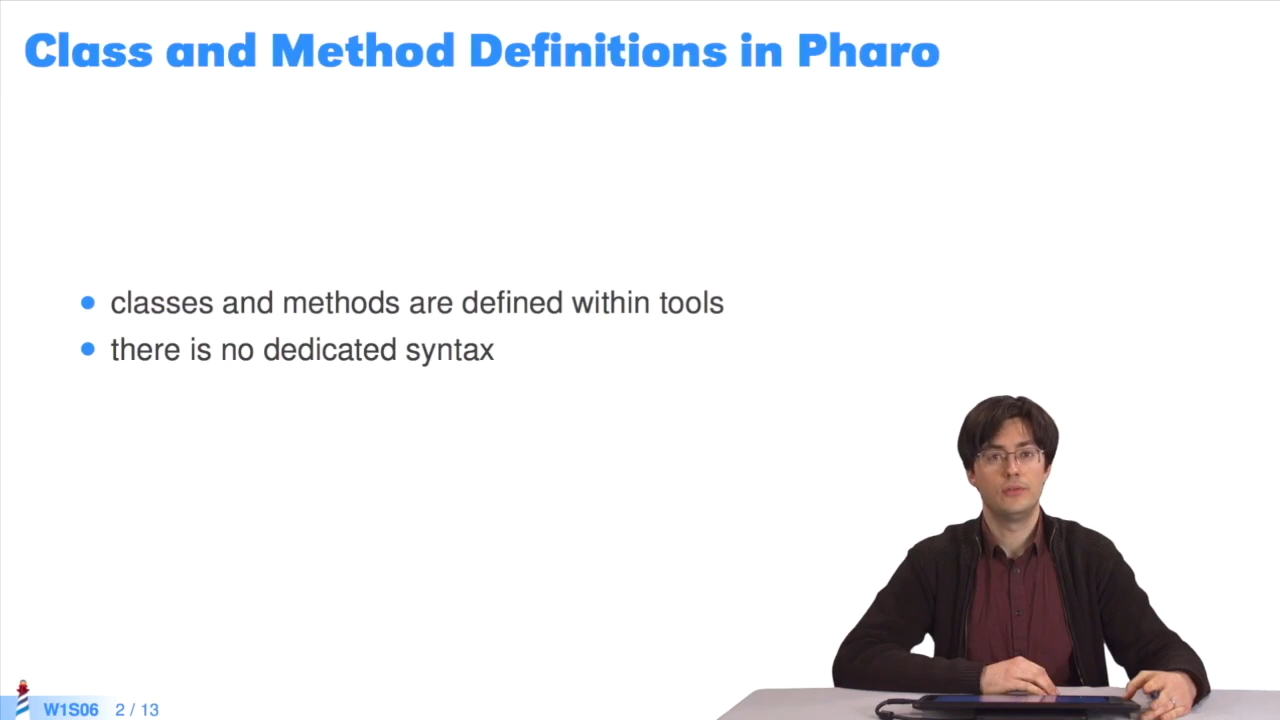 Class and Method Definitions in Pharo
classes and methods are defined within tools
there is no dedicated syntax
W1S06 2 / 13